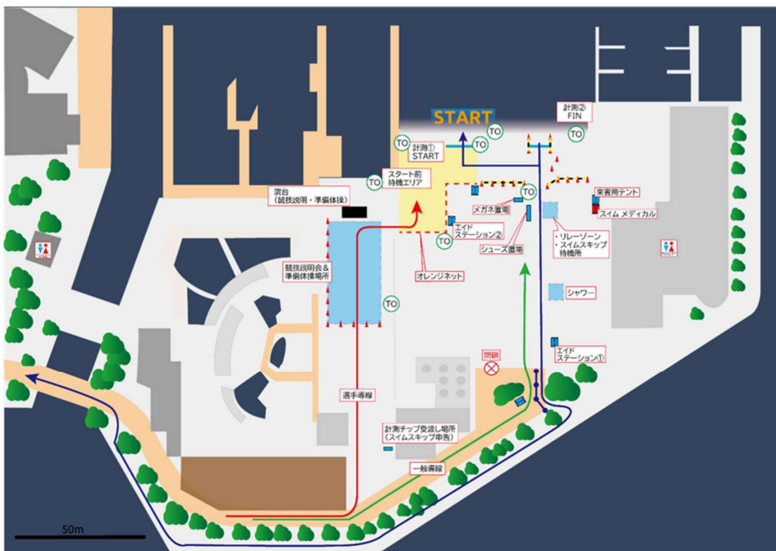 計測②
FIN
START
TO
TO
TO
TO
計測①
START
スタート前
待機エリア
TO
TO
演台
(競技説明・準備体操)
メガネ置場
来賓用テント
スイム メディカル
エイド
ステーション②
シューズ置場
・リレーゾーン
・スイムスキップ
待機所
TO
競技説明会&
準備体操場所
オレンジネット
シャワー
TO
エイド
ステーション①
閉鎖
選手導線
計測チップ受渡し場所
(スイムスキップ申告)
一般導線
50m